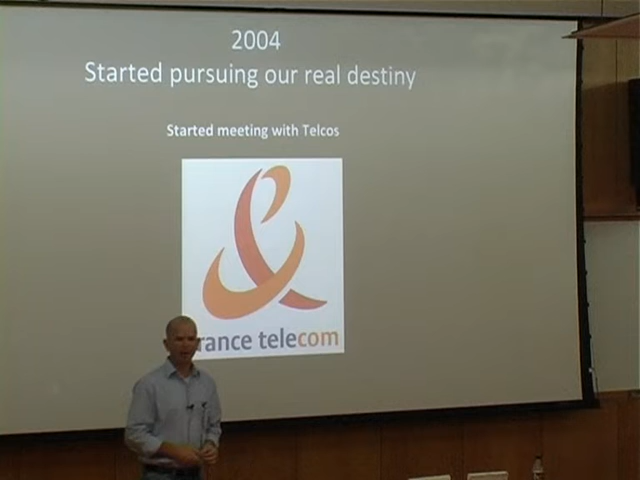 2004
Started pursuing our real destiny
Started meeting with Telcos
rance telecom